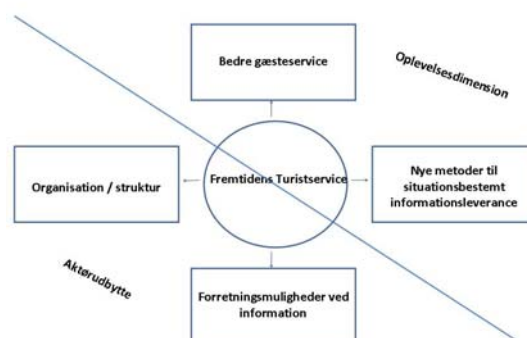 Bedre gæsteservice
Oplevelsesdimension
Organisation / struktur
Fremtidens Turistservice
Nye metoder til
situationsbestemt
informationsleverance
Aktørudbytte
Forretningsmuligheder ved
information